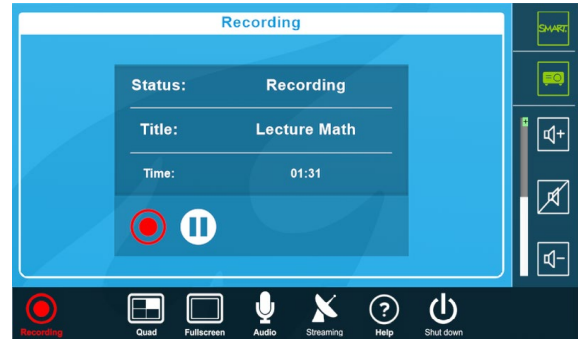 Recording
SMART.
Status: Recording
Title: Lecture Math
Time: 01:31
Recording
Quad
Fullscreen
Audio
Streaming
Help
Shut down